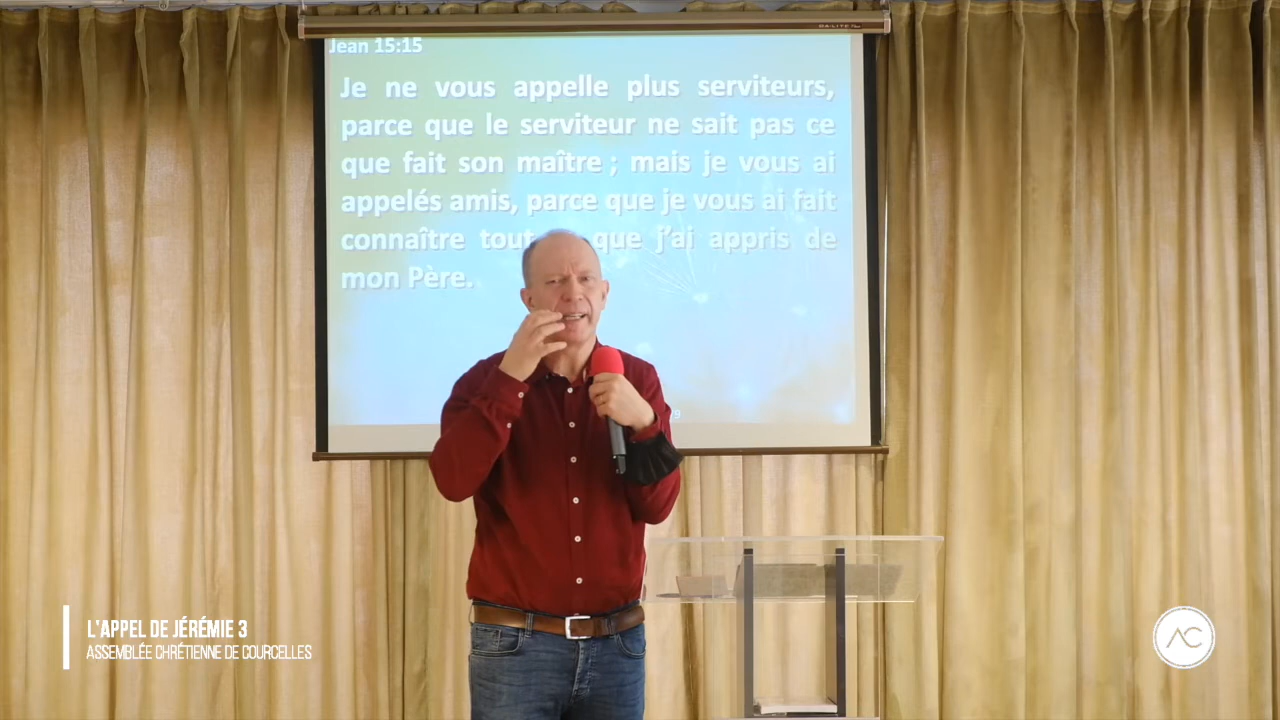 DA-LITE
Jean 15:15
Je ne vous appelle plus serviteurs,
parce que le serviteur ne sait pas ce
que fait son maître ; mais je vous ai
appelés amis, parce que je vous ai fait
connaître tout que j'ai appris de
mon Père.
L'APPEL DE JÉRÉMIE 3
ASSEMBLÉE CHRÉTIENNE DE COURCELLES
AC